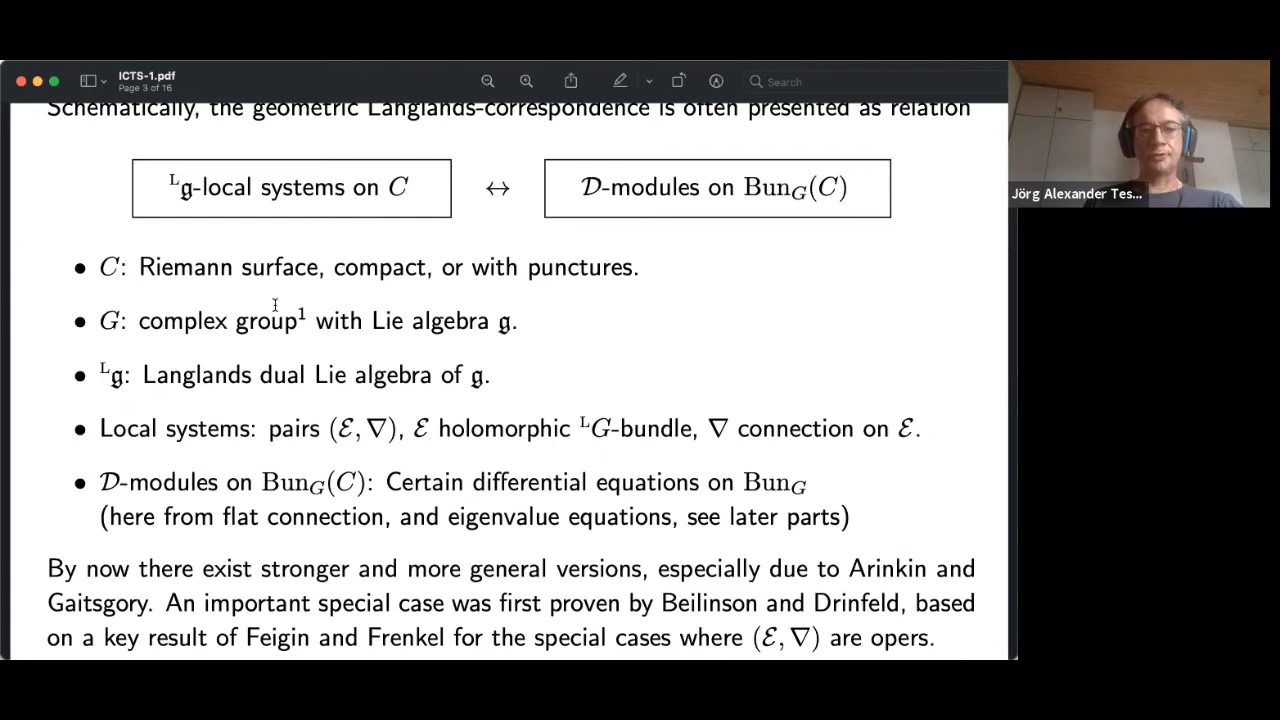 ICTS-1.pdf
Page 3 of 16
Search
Schematically, the geometric Langlands-correspondence is often presented as relation
ᴸ𝔤-local systems on C ↔ 𝒟-modules on Bun_G(C)
• C: Riemann surface, compact, or with punctures.
• G: complex group¹ with Lie algebra 𝔤.
• ᴸ𝔤: Langlands dual Lie algebra of 𝔤.
• Local systems: pairs (ℰ, ∇), ℰ holomorphic ᴸG-bundle, ∇ connection on ℰ.
• 𝒟-modules on Bun_G(C): Certain differential equations on Bun_G
(here from flat connection, and eigenvalue equations, see later parts)
By now there exist stronger and more general versions, especially due to Arinkin and
Gaitsgory. An important special case was first proven by Beilinson and Drinfeld, based
on a key result of Feigin and Frenkel for the special cases where (ℰ, ∇) are opers.
Jörg Alexander Tes...